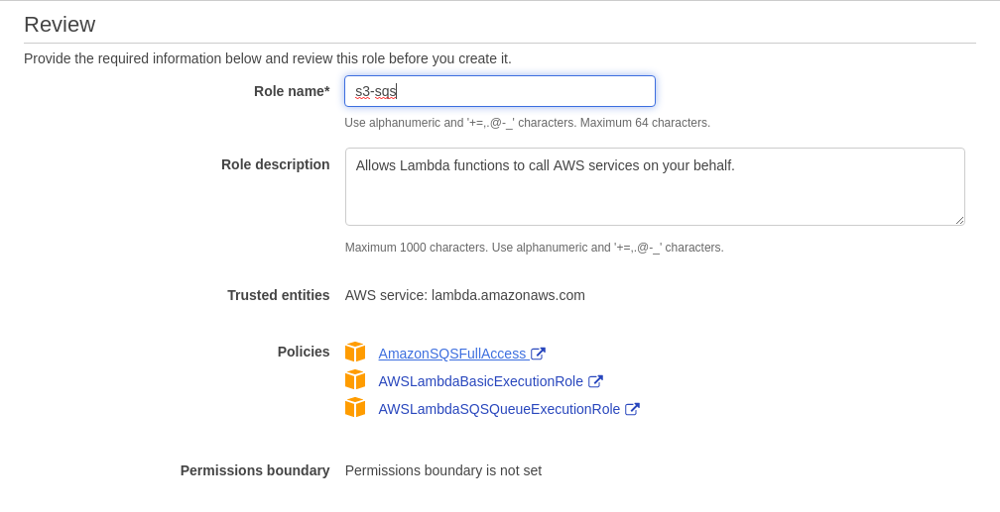 Review
Provide the required information below and review this role before you create it.
Role name* s3-sqs
Use alphanumeric and '+=,.@-_' characters. Maximum 64 characters.
Role description Allows Lambda functions to call AWS services on your behalf.
Maximum 1000 characters. Use alphanumeric and '+=,.@-_' characters.
Trusted entities AWS service: lambda.amazonaws.com
Policies AmazonSQSFullAccess
AWSLambdaBasicExecutionRole
AWSLambdaSQSQueueExecutionRole
Permissions boundary Permissions boundary is not set